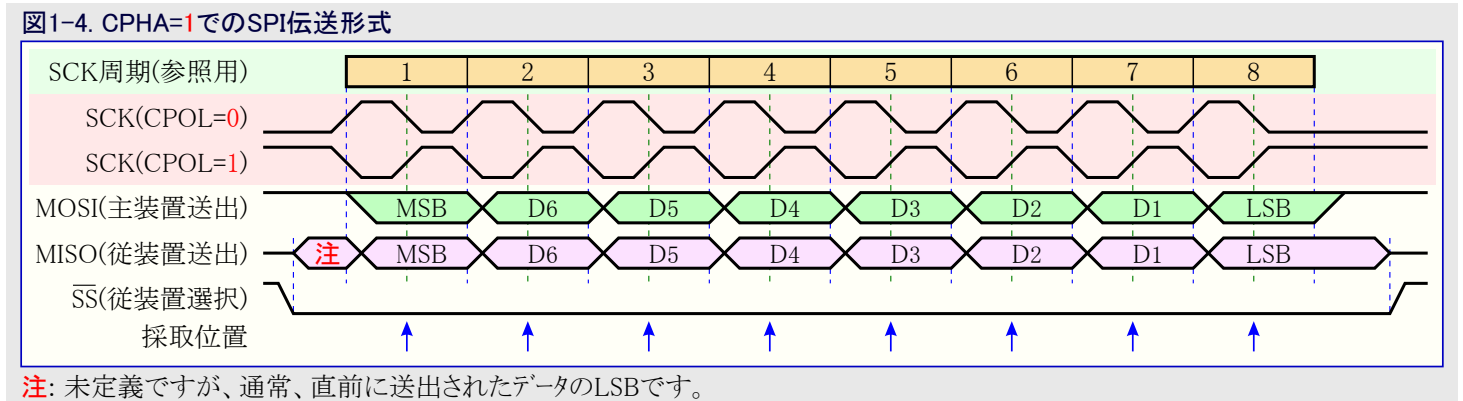 図1-4. CPHA=1でのSPI伝送形式
SCK周期(参照用) 1 2 3 4 5 6 7 8
SCK(CPOL=0)
SCK(CPOL=1)
MOSI(主装置送出) MSB D6 D5 D4 D3 D2 D1 LSB
MISO(従装置送出) 注 MSB D6 D5 D4 D3 D2 D1 LSB
S̅S̅(従装置選択)
採取位置
注: 未定義ですが、通常、直前に送出されたデータのLSBです。